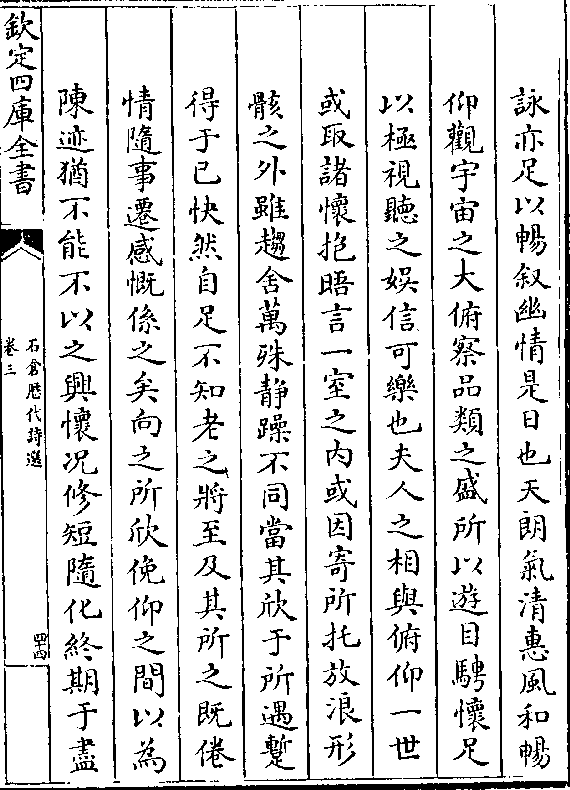 詠亦足以暢叙幽情是日也天朗氣清惠風和暢
仰觀宇宙之大俯察品類之盛所以遊目騁懷足
以極視聽之娯信可樂也夫人之相與俯仰一世
或取諸懷抱晤言一室之内或因寄所托放浪形
骸之外雖趨舍萬殊静躁不同當其欣于所遇蹔
得于已快然自足不知老之將至及其所之既倦
情隨事遷感慨係之矣向之所欣俛仰之間以為
陳迹猶不能不以之興懷况修短隨化終期于盡
欽定四庫全書
石倉歴代詩選
卷三
四十四